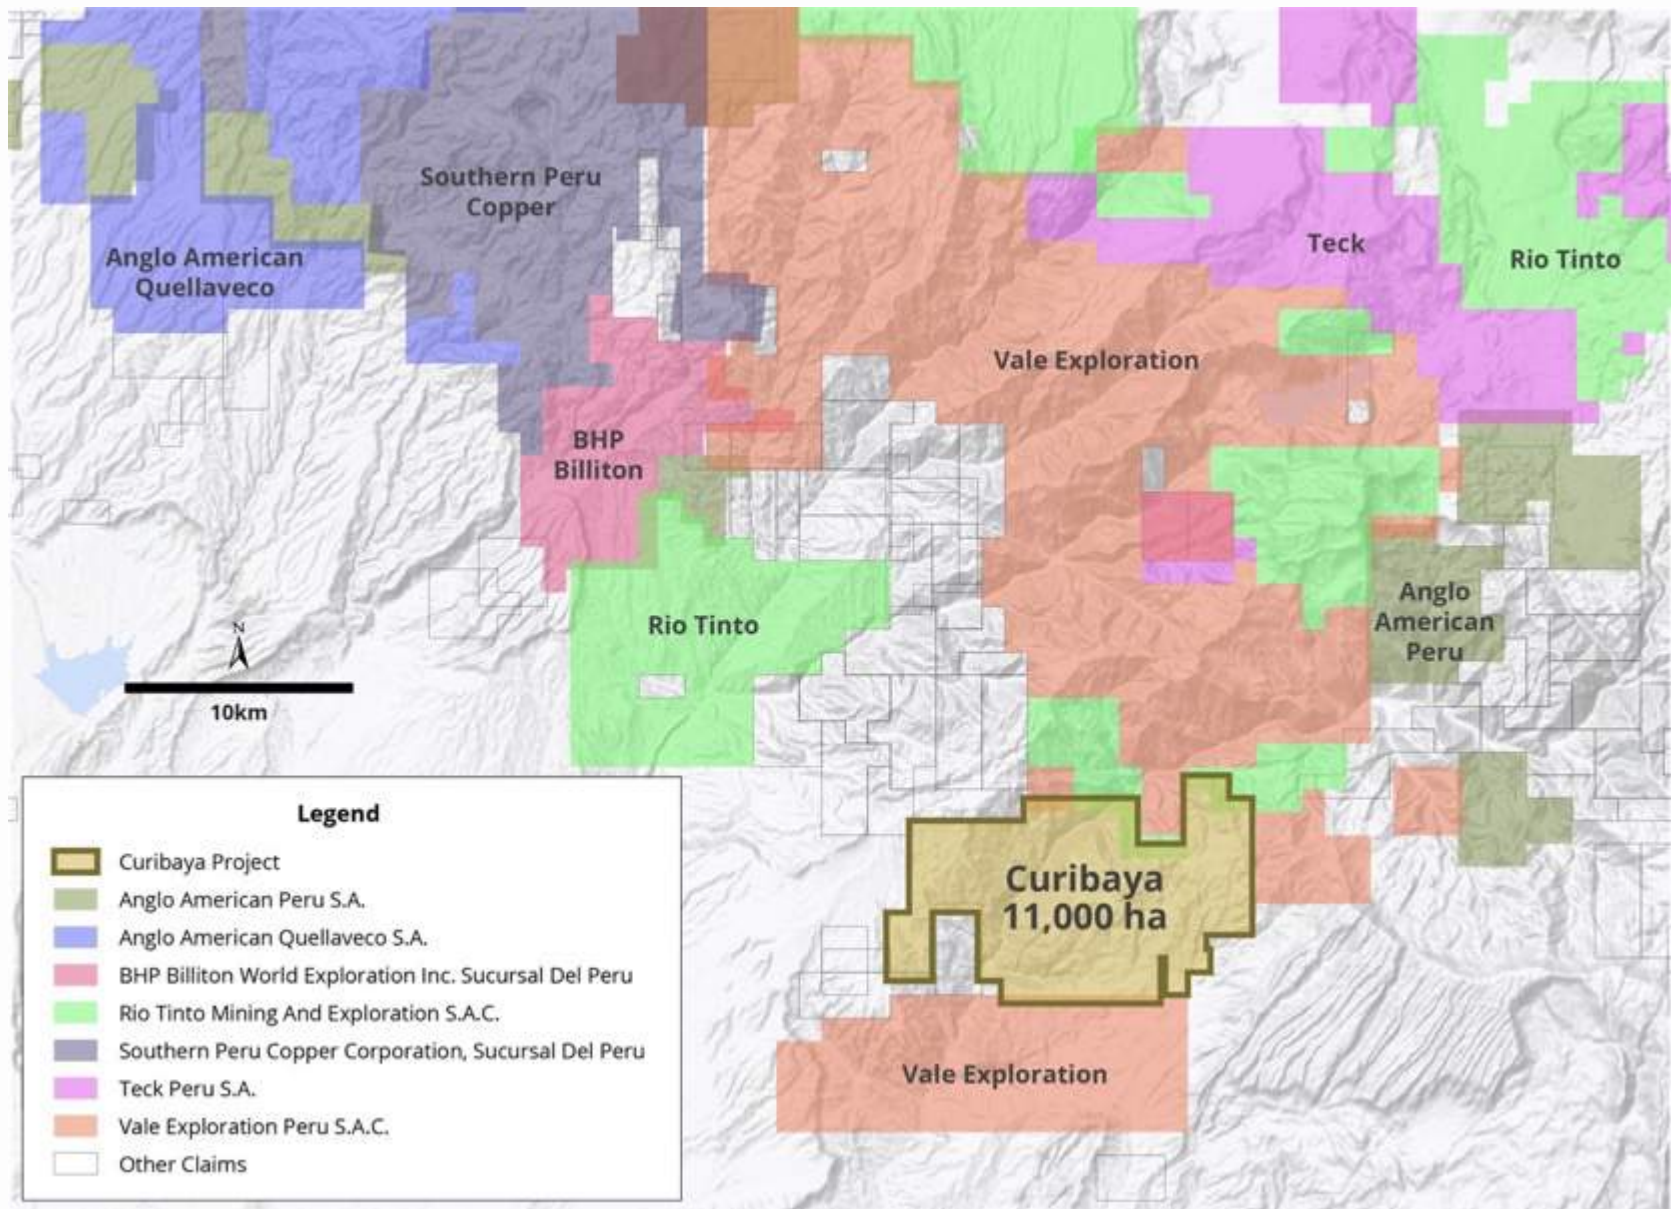 Southern Peru
Copper
Anglo American
Quellaveco
Teck
Rio Tinto
Vale Exploration
BHP
Billiton
Anglo
American
Peru
Rio Tinto
N
10km
Legend
Curibaya Project
Anglo American Peru S.A.
Anglo American Quellaveco S.A.
BHP Billiton World Exploration Inc. Sucursal Del Peru
Rio Tinto Mining And Exploration S.A.C.
Southern Peru Copper Corporation, Sucursal Del Peru
Teck Peru S.A.
Vale Exploration Peru S.A.C.
Other Claims
Curibaya
11,000 ha
Vale Exploration